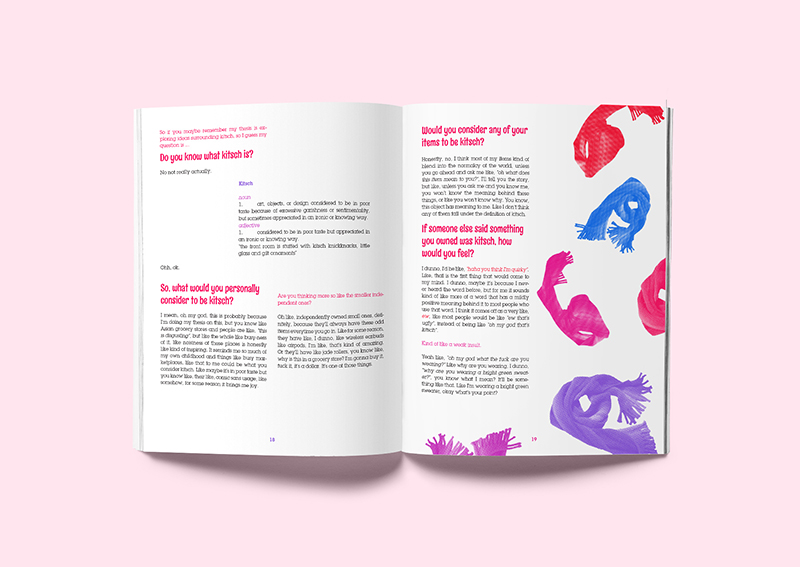 So if you maybe remember my thesis is ex-
ploring ideas surrounding kitsch, so I guess my
question is ...
Do you know what kitsch is?
No not really actually.
Kitsch
noun
1. art, objects, or design considered to be in poor
taste because of excessive garishness or sentimentality,
but sometimes appreciated in an ironic or knowing way.
adjective
1. considered to be in poor taste but appreciated in
an ironic or knowing way.
"the front room is stuffed with kitsch knickknacks, little
glass and gilt ornaments"
Ohh, ok.
So, what would you personally
consider to be kitsch?
I mean, oh my god, this is probably because
I'm doing my thesis on this, but you know like
Asian grocery stores and people are like, "this
is disgusting", but like the whole like busy-ness
of it, like noisiness of these places is honestly
like kind of inspiring. It reminds me so much of
my own childhood and things like busy mar-
ketplaces, like that to me could be what you
consider kitsch. Like maybe it's in poor taste but
you know like, their like, comic sans usage, like
somehow, for some reason it brings me joy.
Are you thinking more so like the smaller inde-
pendent ones?
Oh like, independently owned small ones, defi-
nitely, because they'll always have these odd
items everytime you go in. Like for some reason,
they have like, I dunno, like wireless earbuds
like airpods. I'm like, that's kind of amazing.
Or they'll have like jade rollers, you know like,
why is this in a grocery store? I'm gonna buy it,
fuck it, it's a dollar. It's one of those things.
18
Would you consider any of your
items to be kitsch?
Honestly, no, I think most of my items kind of
blend into the normalcy of the world, unless
you go ahead and ask me like, "oh what does
this item mean to you?", I'll tell you the story,
but like, unless you ask me and you know me,
you won't know the meaning behind these
things, or like you won't know why. You know,
this object has meaning to me. Like I don't think
any of them fall under the definition of kitsch.
If someone else said something
you owned was kitsch, how
would you feel?
I dunno, I'd be like, "haha you think I'm quirky".
Like, that is the first thing that would come to
my mind. I dunno, maybe it's because I nev-
er heard the word before, but for me it sounds
kind of like more of a word that has a mildly
positive meaning behind it to most people who
use that word. I think if it comes off as a very like,
ew, like most people would be like "ew that's
ugly", instead of being like "oh my god that's
kitsch".
Kind of like a weak insult.
Yeah like, "oh my god what the fuck are you
wearing?" Like why are you wearing, I dunno,
"why are you wearing a bright green sweat-
er?", you know what I mean? It'll be some-
thing like that. Like I'm wearing a bright green
sweater, okay what's your point?
19